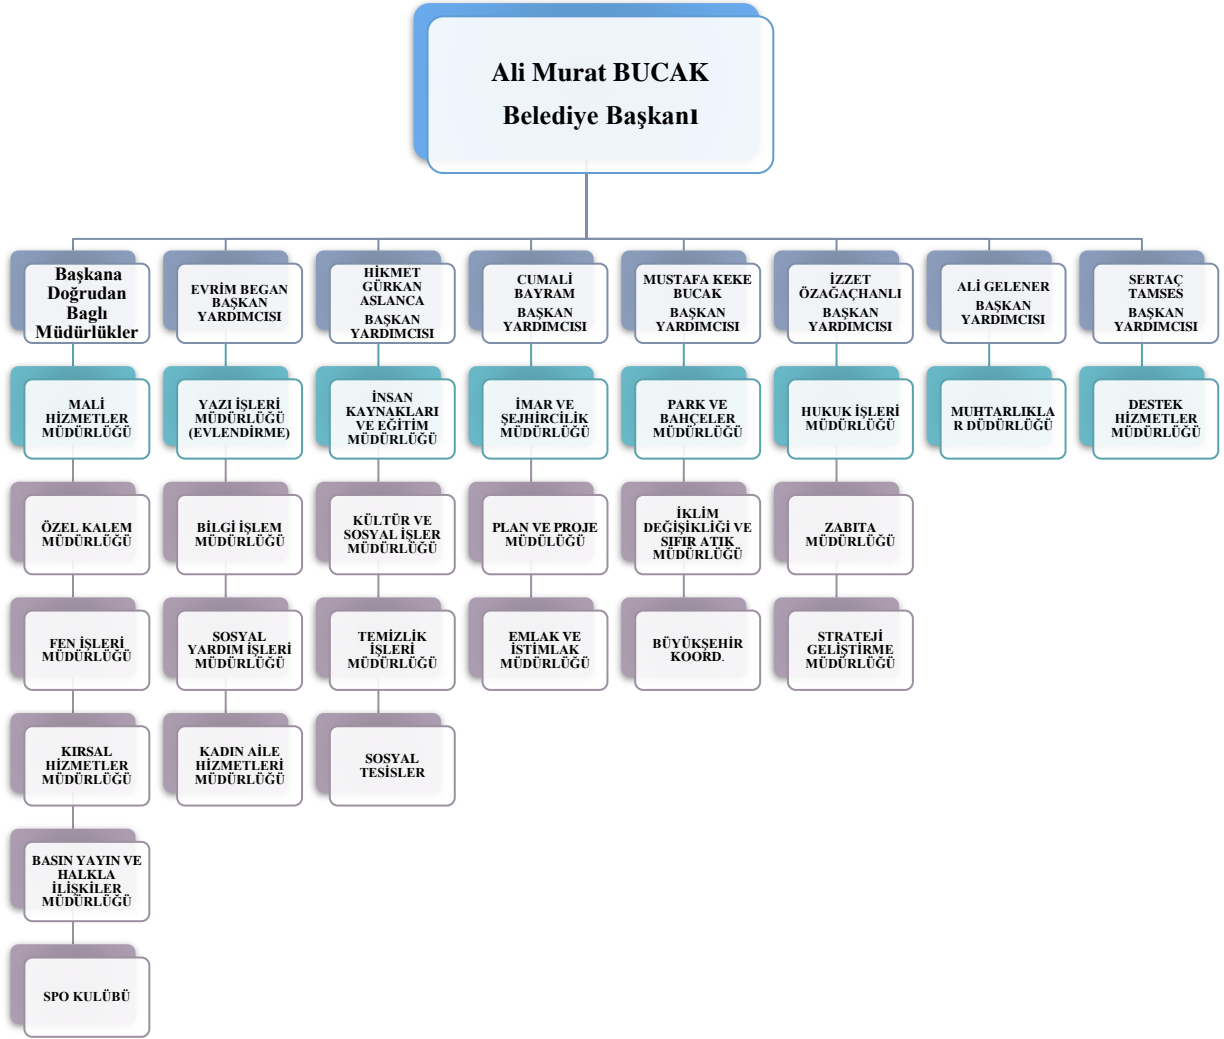 Ali Murat BUCAK
Belediye Başkanı
Başkana
Doğrudan
Baglı
Müdürlükler
EVRİM BEGAN
BAŞKAN
YARDIMCISI
HİKMET
GÜRKAN
ASLANCA
BAŞKAN
YARDIMCISI
CUMALİ
BAYRAM
BAŞKAN
YARDIMCISI
MUSTAFA KEKE
BUCAK
BAŞKAN
YARDIMCISI
İZZET
ÖZAĞAÇHANLI
BAŞKAN
YARDIMCISI
ALİ GELENER
BAŞKAN
YARDIMCISI
SERTAÇ
TAMSES
BAŞKAN
YARDIMCISI
MALİ
HİZMETLER
MÜDÜRLÜĞÜ
YAZI İŞLERİ
MÜDÜRLÜĞÜ
(EVLENDİRME)
İNSAN
KAYNAKLARI
VE EĞİTİM
MÜDÜRLÜĞÜ
İMAR VE
ŞEJHİRCİLİK
MÜDÜRLÜĞÜ
PARK VE
BAHÇELER
MÜDÜRLÜĞÜ
HUKUK İŞLERİ
MÜDÜRLÜĞÜ
MUHTARLIKLA
R DÜDÜRLÜĞÜ
DESTEK
HİZMETLER
MÜDÜRLÜĞÜ
ÖZEL KALEM
MÜDÜRLÜĞÜ
BİLGİ İŞLEM
MÜDÜRLÜĞÜ
KÜLTÜR VE
SOSYAL İŞLER
MÜDÜRLÜĞÜ
PLAN VE PROJE
MÜDÜLÜĞÜ
İKLİM
DEĞİŞİKLİĞİ VE
SIFIR ATIK
MÜDÜRLÜĞÜ
ZABITA
MÜDÜRLÜĞÜ
FEN İŞLERİ
MÜDÜRLÜĞÜ
SOSYAL
YARDIM İŞLERİ
MÜDÜRLÜĞÜ
TEMİZLİK
İŞLERİ
MÜDÜRLÜĞÜ
EMLAK VE
İSTİMLAK
MÜDÜRLÜĞÜ
BÜYÜKŞEHİR
KOORD.
STRATEJİ
GELİŞTİRME
MÜDÜRLÜĞÜ
KIRSAL
HİZMETLER
MÜDÜRLÜĞÜ
KADIN AİLE
HİZMETLERİ
MÜDÜRLÜĞÜ
SOSYAL
TESİSLER
BASIN YAYIN VE
HALKLA
İLİŞKİLER
MÜDÜRLÜĞÜ
SPO KULÜBÜ